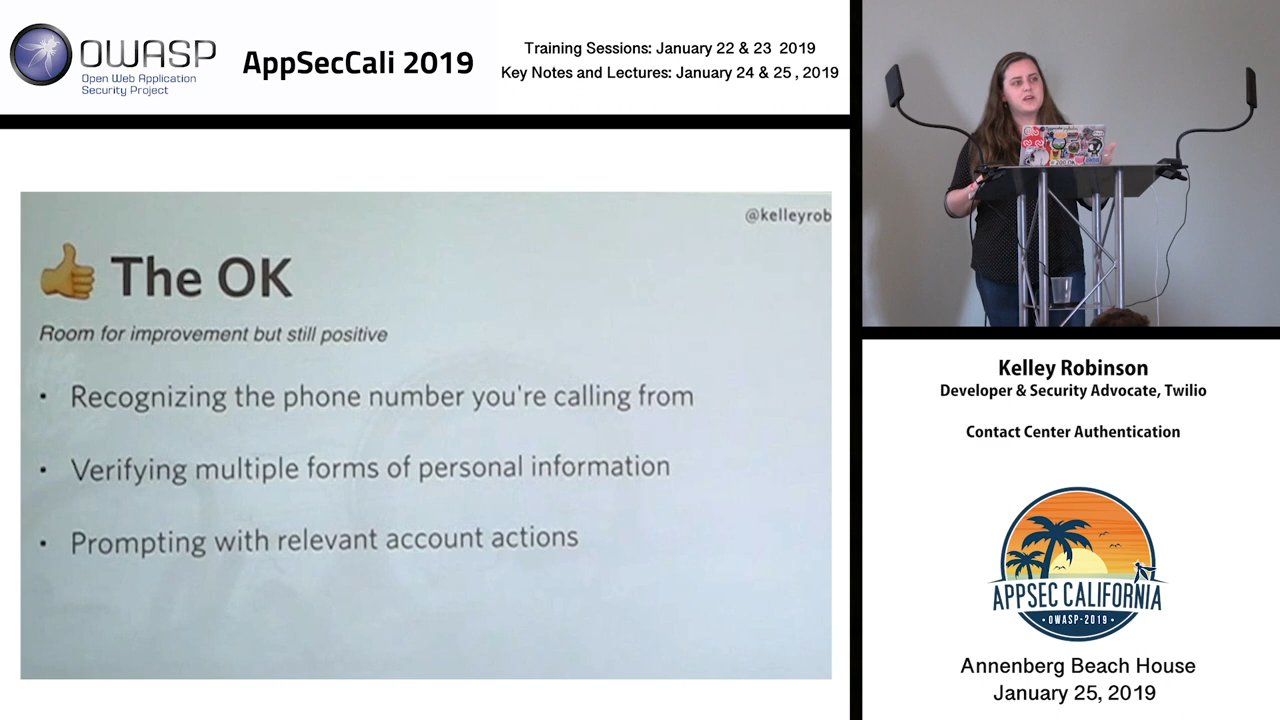 OWASP
Open Web Application
Security Project
AppSecCali 2019
Training Sessions: January 22 & 23 2019
Key Notes and Lectures: January 24 & 25 , 2019
@kelleyrob
👍 The OK
Room for improvement but still positive
• Recognizing the phone number you're calling from
• Verifying multiple forms of personal information
• Prompting with relevant account actions
Kelley Robinson
Developer & Security Advocate, Twilio
Contact Center Authentication
APPSEC CALIFORNIA
• OWASP-2019 •
Annenberg Beach House
January 25, 2019